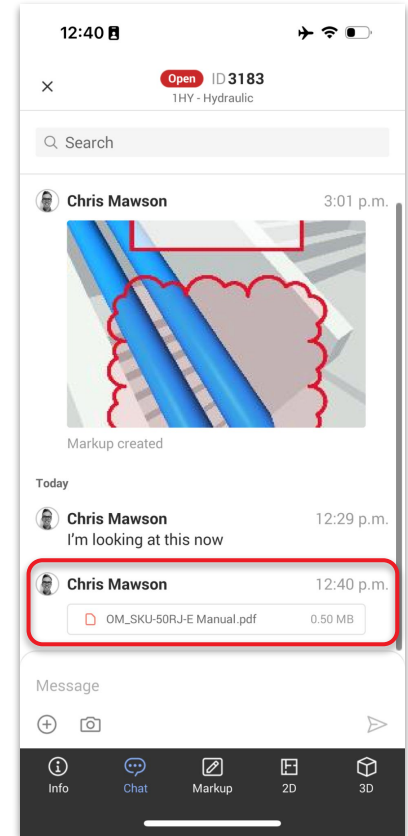 12:40
Open ID 3183
1HY - Hydraulic
Search
Chris Mawson 3:01 p.m.
Markup created
Today
Chris Mawson 12:29 p.m.
I'm looking at this now
Chris Mawson 12:40 p.m.
OM_SKU-50RJ-E Manual.pdf 0.50 MB
Message
Info Chat Markup 2D 3D